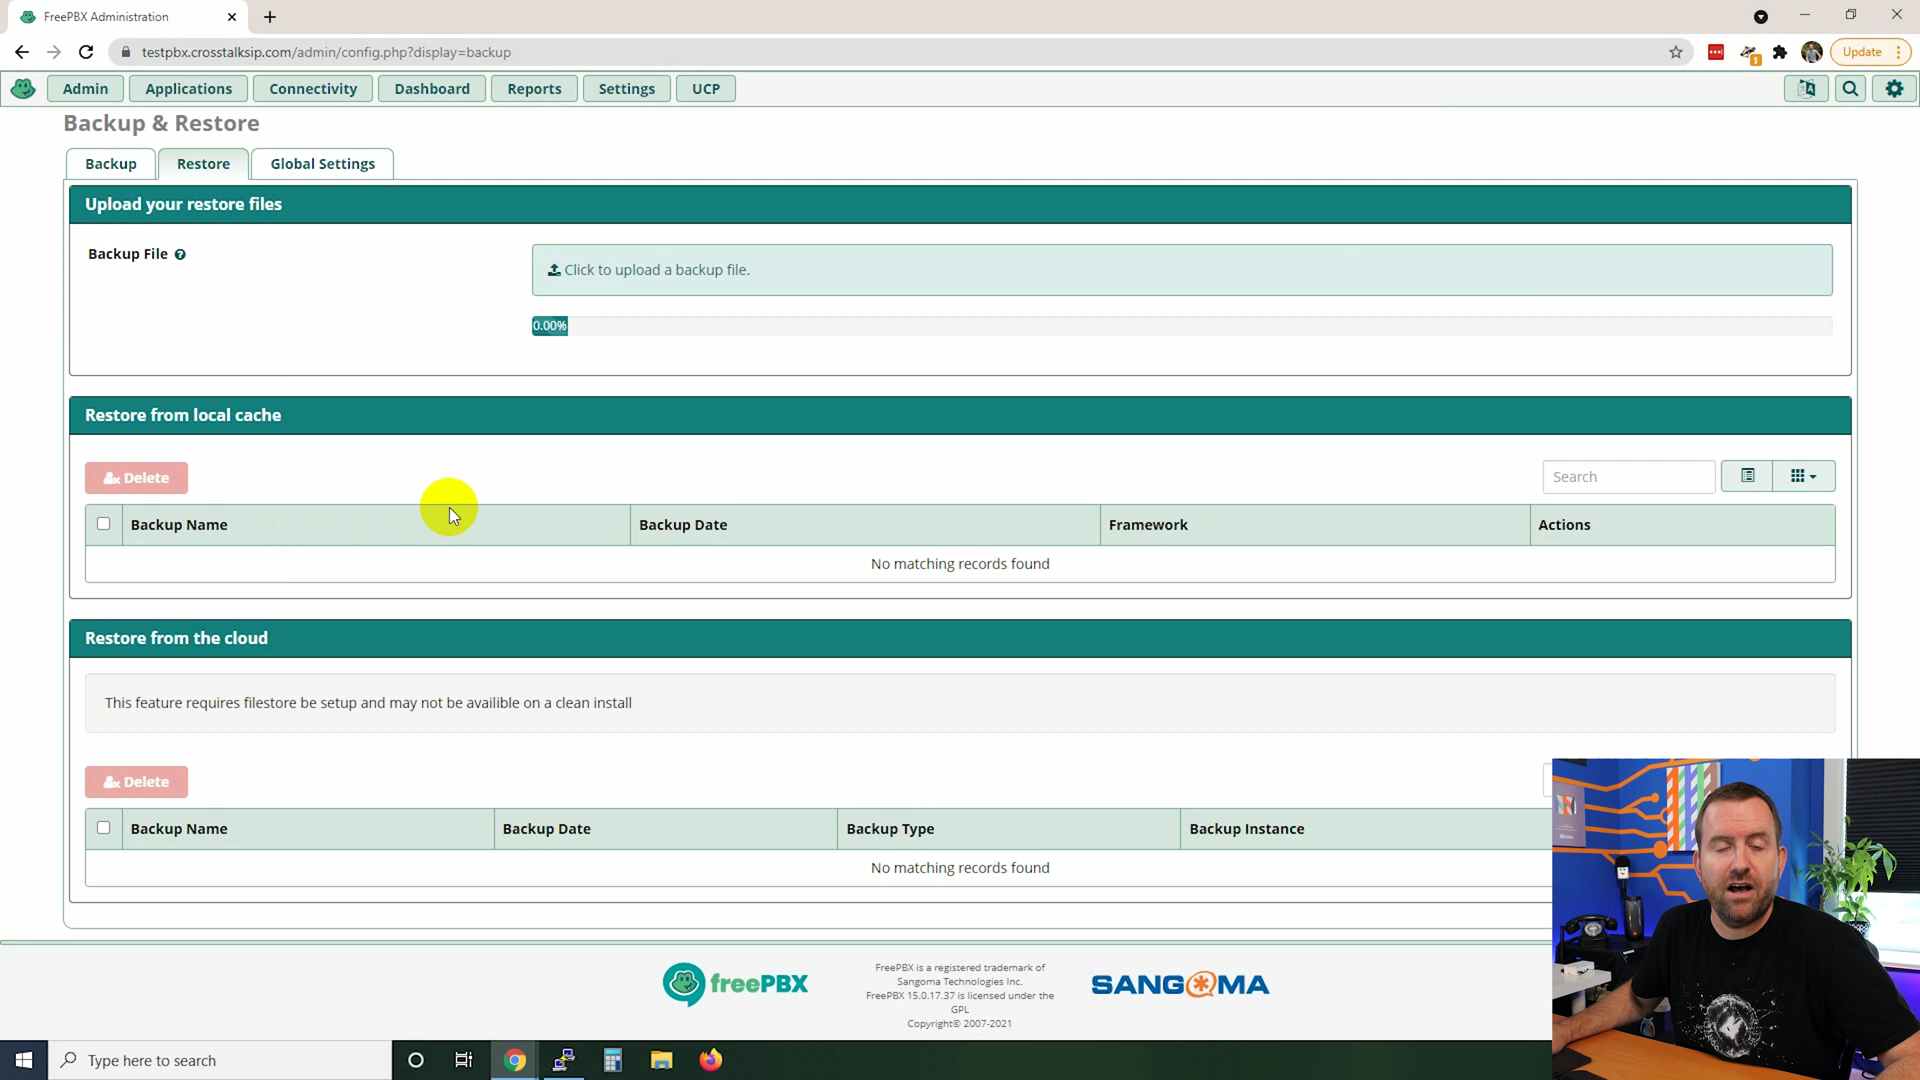 FreePBX Administration
testpbx.crosstalksip.com/admin/config.php?display=backup
Update
1
Admin
Applications
Connectivity
Dashboard
Reports
Settings
UCP
Backup & Restore
Backup
Restore
Global Settings
Upload your restore files
Backup File
Click to upload a backup file.
0.00%
Restore from local cache
Delete
Search
Backup Name
Backup Date
Framework
Actions
No matching records found
Restore from the cloud
This feature requires filestore be setup and may not be availible on a clean install
Delete
Backup Name
Backup Date
Backup Type
Backup Instance
No matching records found
freePBX
FreePBX is a registered trademark of
Sangoma Technologies Inc.
FreePBX 15.0.17.37 is licensed under the
GPL
Copyright© 2007-2021
SANGOMA
Type here to search